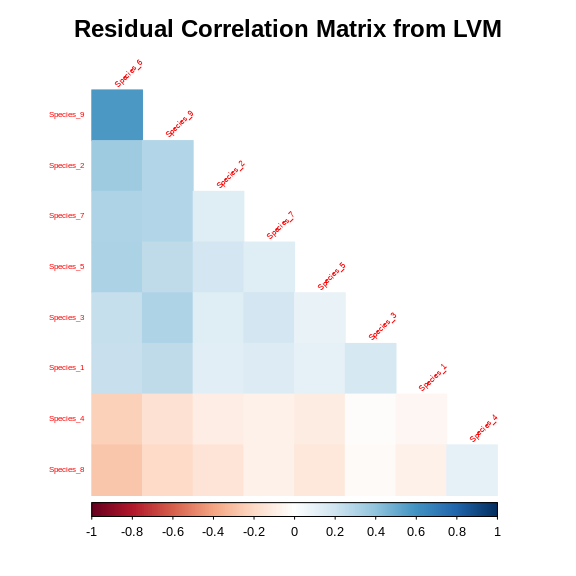 Residual Correlation Matrix from LVM
Species_6
Species_9
Species_9
Species_2
Species_2
Species_7
Species_7
Species_5
Species_5
Species_3
Species_3
Species_1
Species_1
Species_4
Species_4
Species_8
-1 -0.8 -0.6 -0.4 -0.2 0 0.2 0.4 0.6 0.8 1